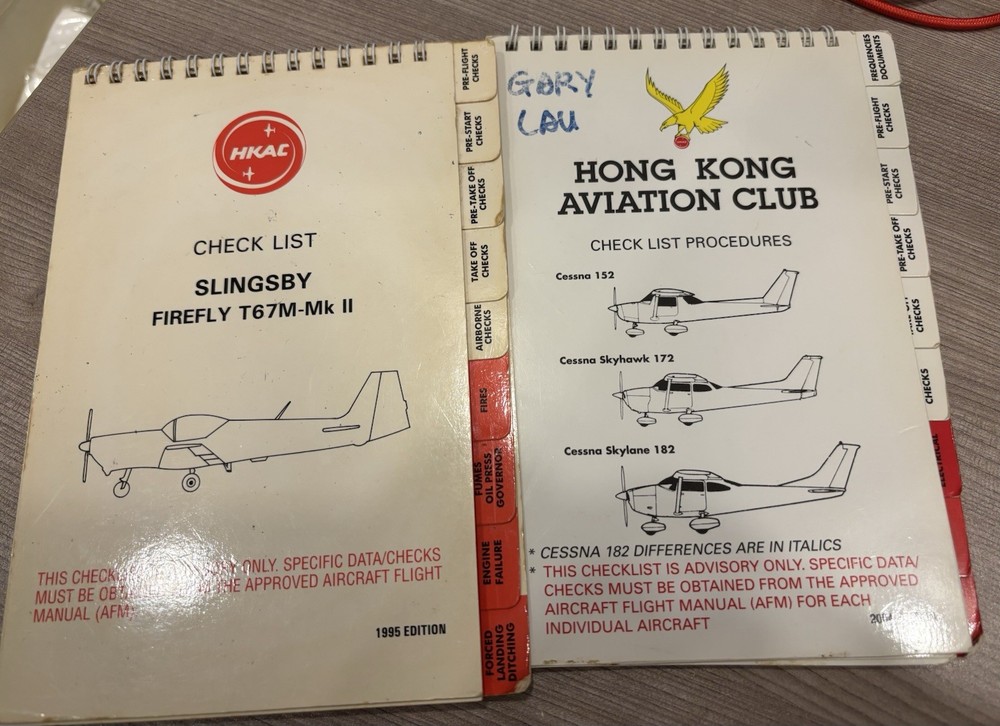 HKAC
CHECK LIST
SLINGSBY
FIREFLY T67M-Mk II
THIS CHECK ONLY. SPECIFIC DATA/CHECKS
MUST BE THE APPROVED AIRCRAFT FLIGHT
MANUAL (AFM)
1995 EDITION
PRE-FLIGHT
CHECKS
PRE-START
CHECKS
PRE-TAKE OFF
CHECKS
TAKE OFF
CHECKS
AIRBORNE
CHECKS
FIRES
FUMES
OIL PRESS
GOVERNOR
ENGINE
FAILURE
FORCED
LANDING
DITCHING
GARY
LAU
HONG KONG
AVIATION CLUB
CHECK LIST PROCEDURES
Cessna 152
Cessna Skyhawk 172
Cessna Skylane 182
* CESSNA 182 DIFFERENCES ARE IN ITALICS
* THIS CHECKLIST IS ADVISORY ONLY. SPECIFIC DATA/
CHECKS MUST BE OBTAINED FROM THE APPROVED
AIRCRAFT FLIGHT MANUAL (AFM) FOR EACH
INDIVIDUAL AIRCRAFT
FREQUENCIES
DOCUMENTS
PRE-FLIGHT
CHECKS
PRE-START
CHECKS
PRE-TAKE OFF
CHECKS
CHECKS
CHECKS
ELECTRICAL